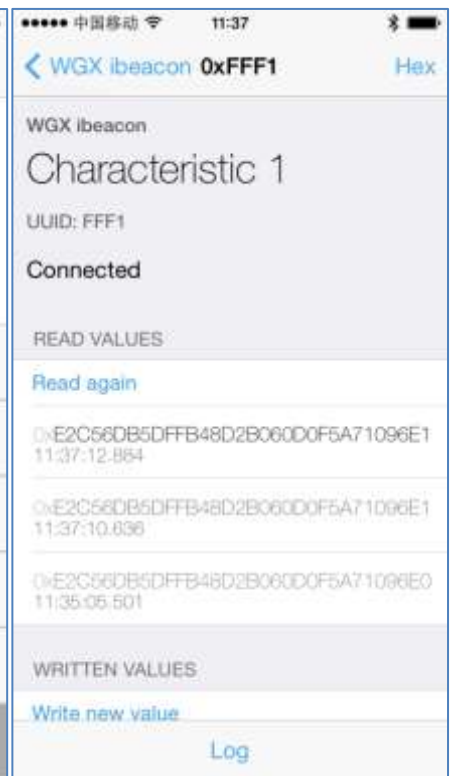 中国移动 11:37
WGX ibeacon 0xFFF1 Hex
WGX ibeacon
Characteristic 1
UUID: FFF1
Connected
READ VALUES
Read again
0xE2C56DB5DFFB48D2B060D0F5A71096E1
11:37:12.864
0xE2C56DB5DFFB48D2B060D0F5A71096E1
11:37:10.636
0xE2C56DB5DFFB48D2B060D0F5A71096E0
11:35:05.501
WRITTEN VALUES
Write new value
Log